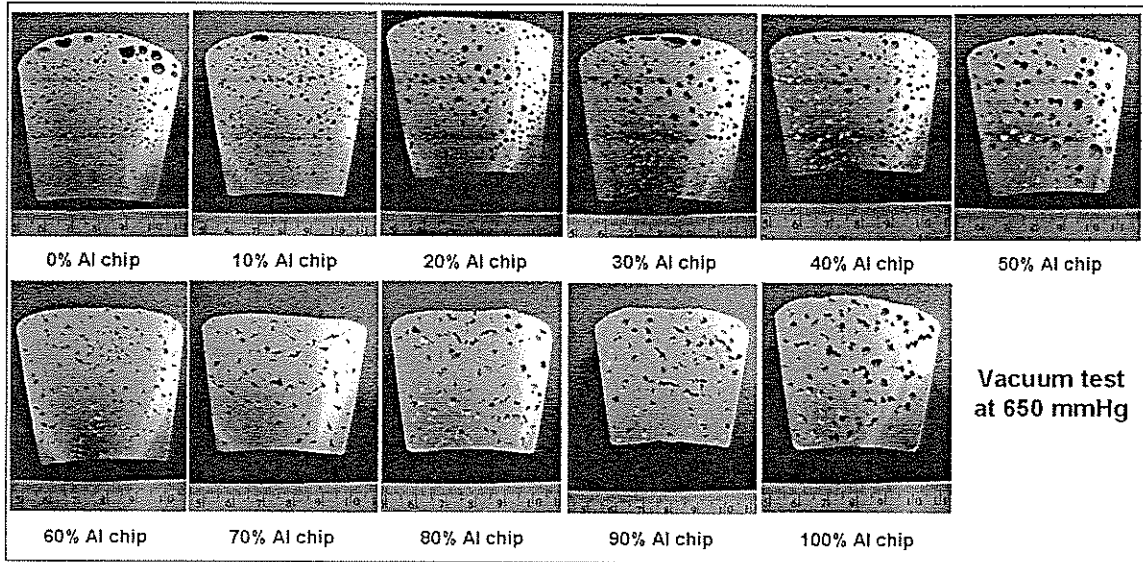 0% Al chip
10% Al chip
20% Al chip
30% Al chip
40% Al chip
50% Al chip
60% Al chip
70% Al chip
80% Al chip
90% Al chip
100% Al chip
Vacuum test
at 650 mmHg